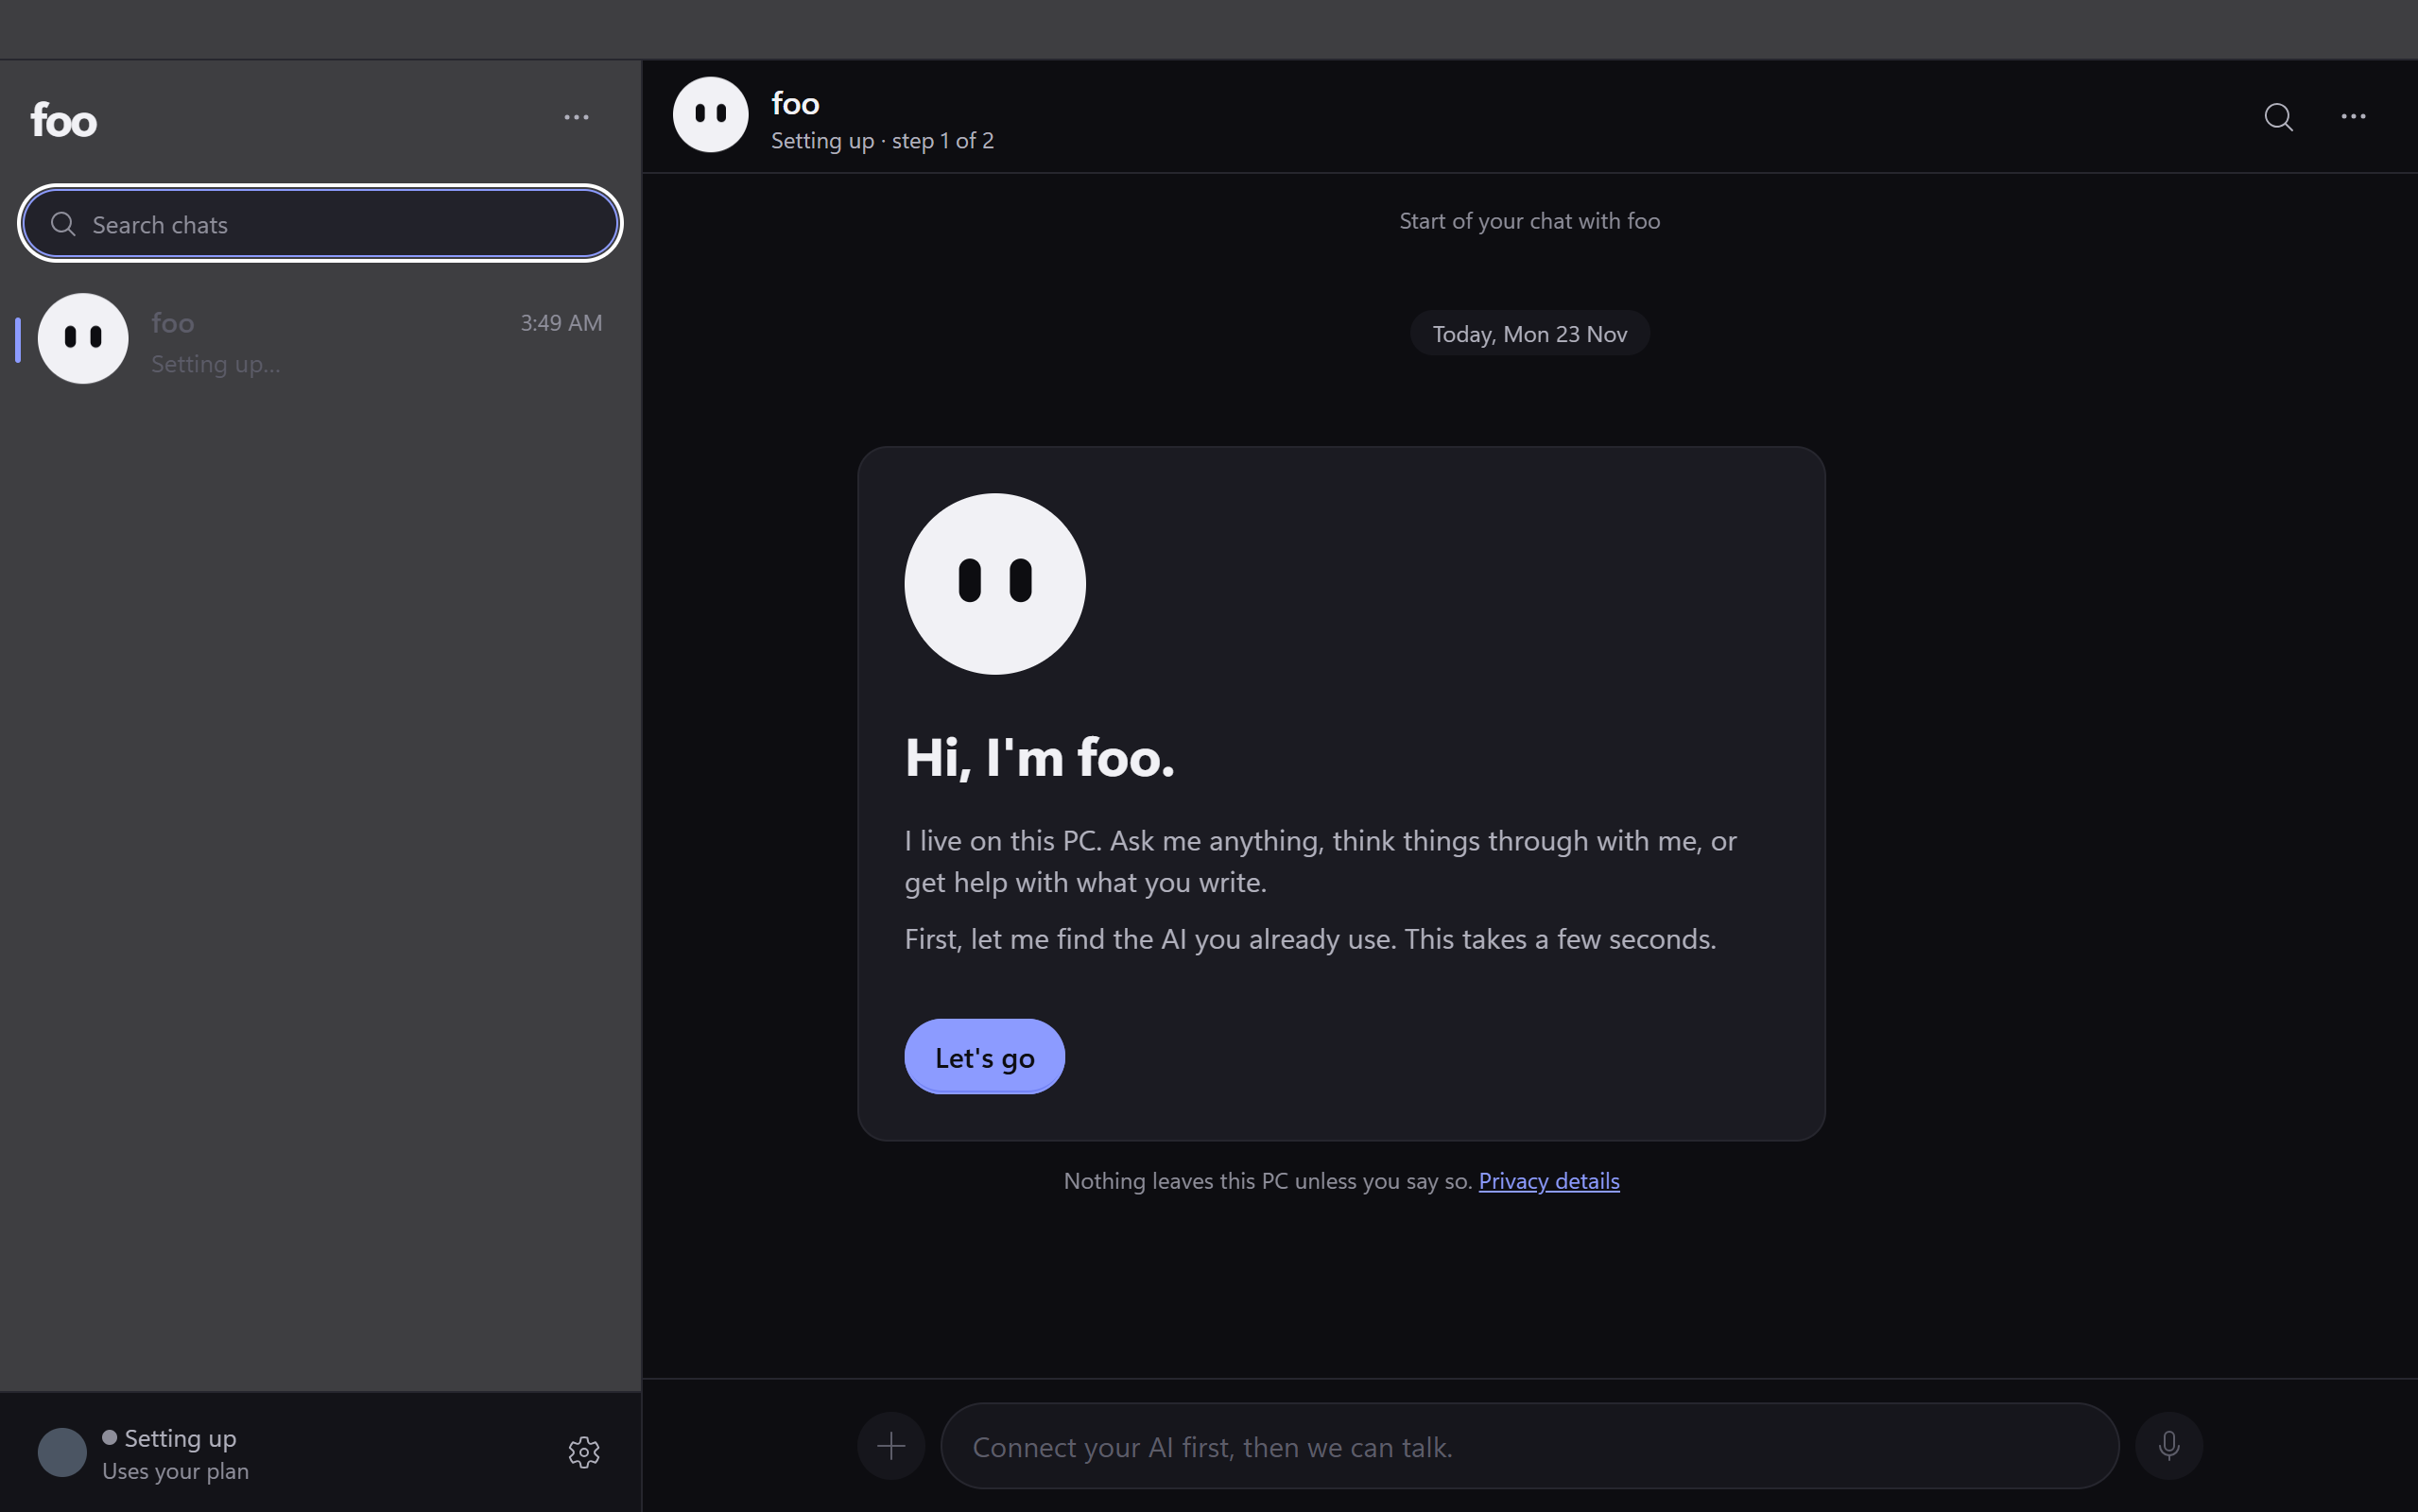 foo
Search chats
foo
3:49 AM
Setting up...
Setting up
Uses your plan
foo
Setting up · step 1 of 2
Start of your chat with foo
Today, Mon 23 Nov
Hi, I'm foo.
I live on this PC. Ask me anything, think things through with me, or
get help with what you write.
First, let me find the AI you already use. This takes a few seconds.
Let's go
Nothing leaves this PC unless you say so. Privacy details
Connect your AI first, then we can talk.